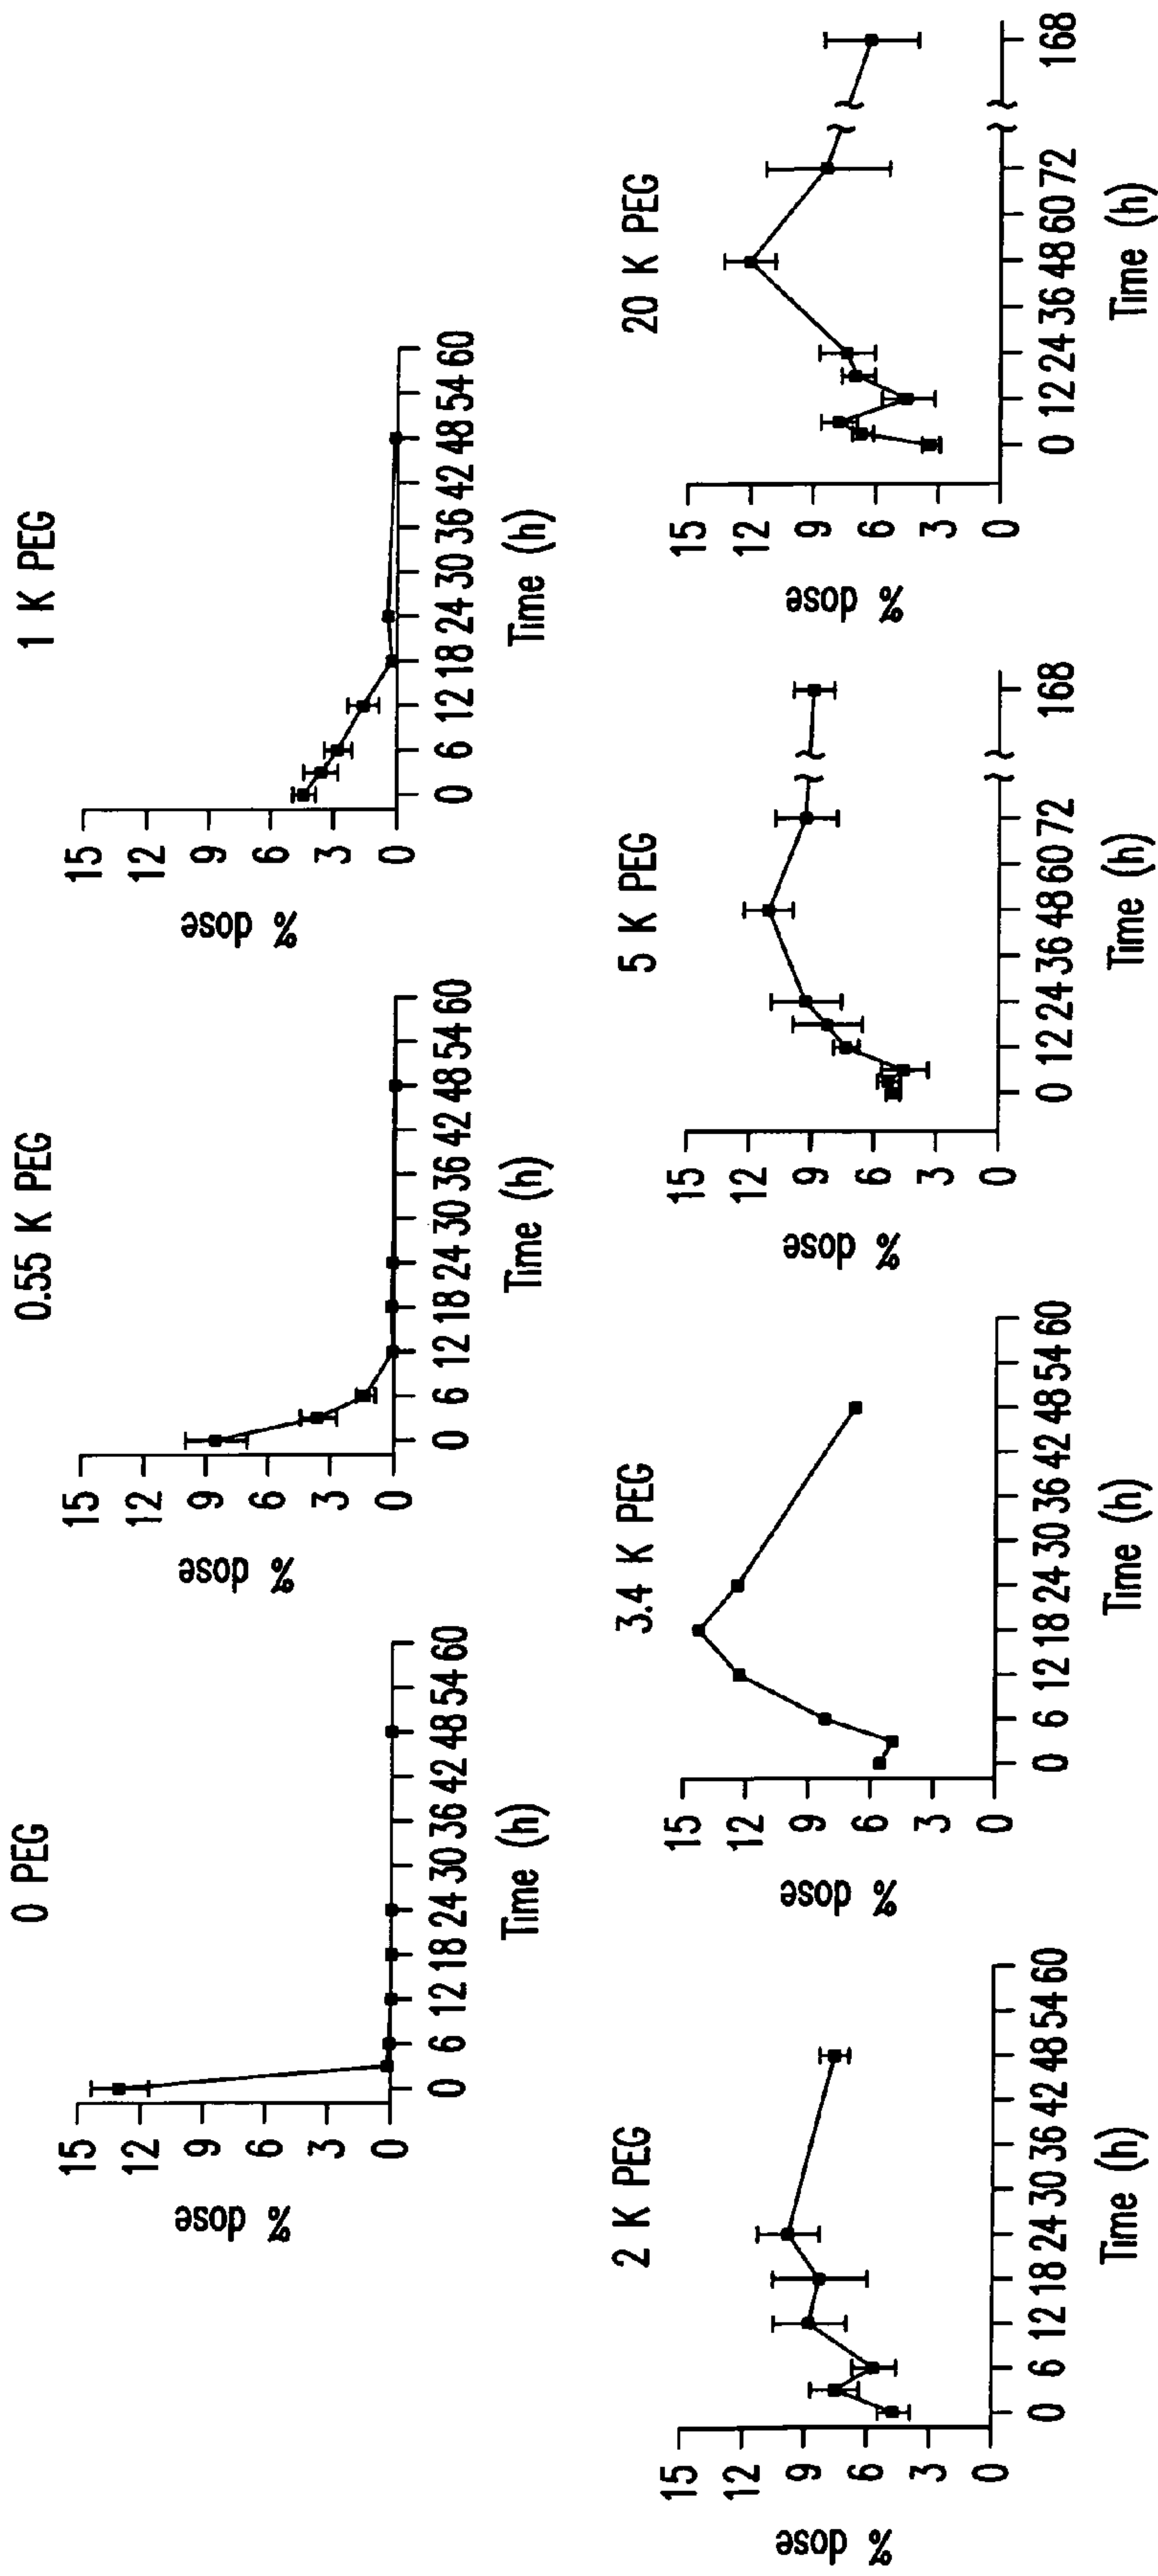 0 PEG
% dose
15
12
9
6
3
0
0 6 12 18 24 30 36 42 48 54 60
Time (h)
0.55 K PEG
% dose
15
12
9
6
3
0
0 6 12 18 24 30 36 42 48 54 60
Time (h)
1 K PEG
% dose
15
12
9
6
3
0
0 6 12 18 24 30 36 42 48 54 60
Time (h)
2 K PEG
% dose
15
12
9
6
3
0
0 6 12 18 24 30 36 42 48 54 60
Time (h)
3.4 K PEG
% dose
15
12
9
6
3
0
0 6 12 18 24 30 36 42 48 54 60
Time (h)
5 K PEG
% dose
15
12
9
6
3
0
0 12 24 36 48 60 72 168
Time (h)
20 K PEG
% dose
15
12
9
6
3
0
0 12 24 36 48 60 72 168
Time (h)